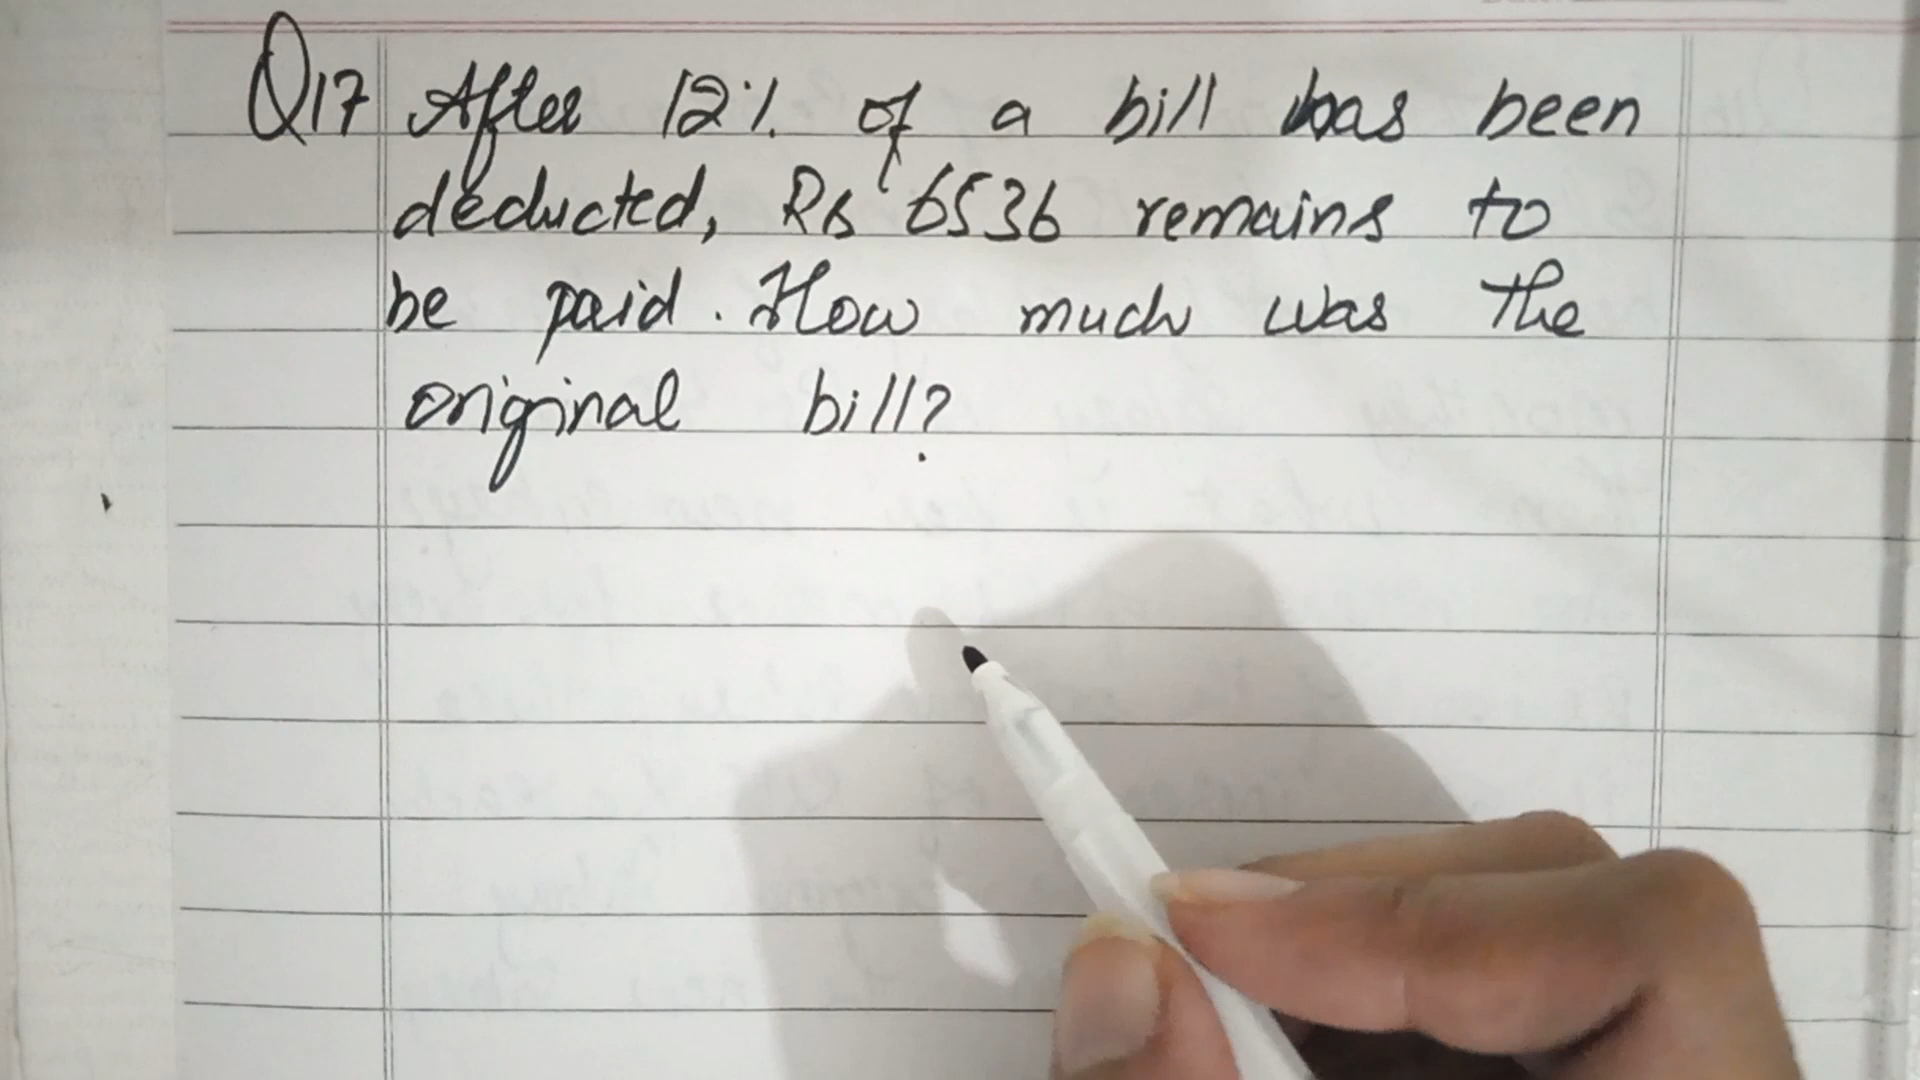 Q17 After 12% of a bill has been
deducted, Rs 6536 remains to
be paid. How much was the
original bill?